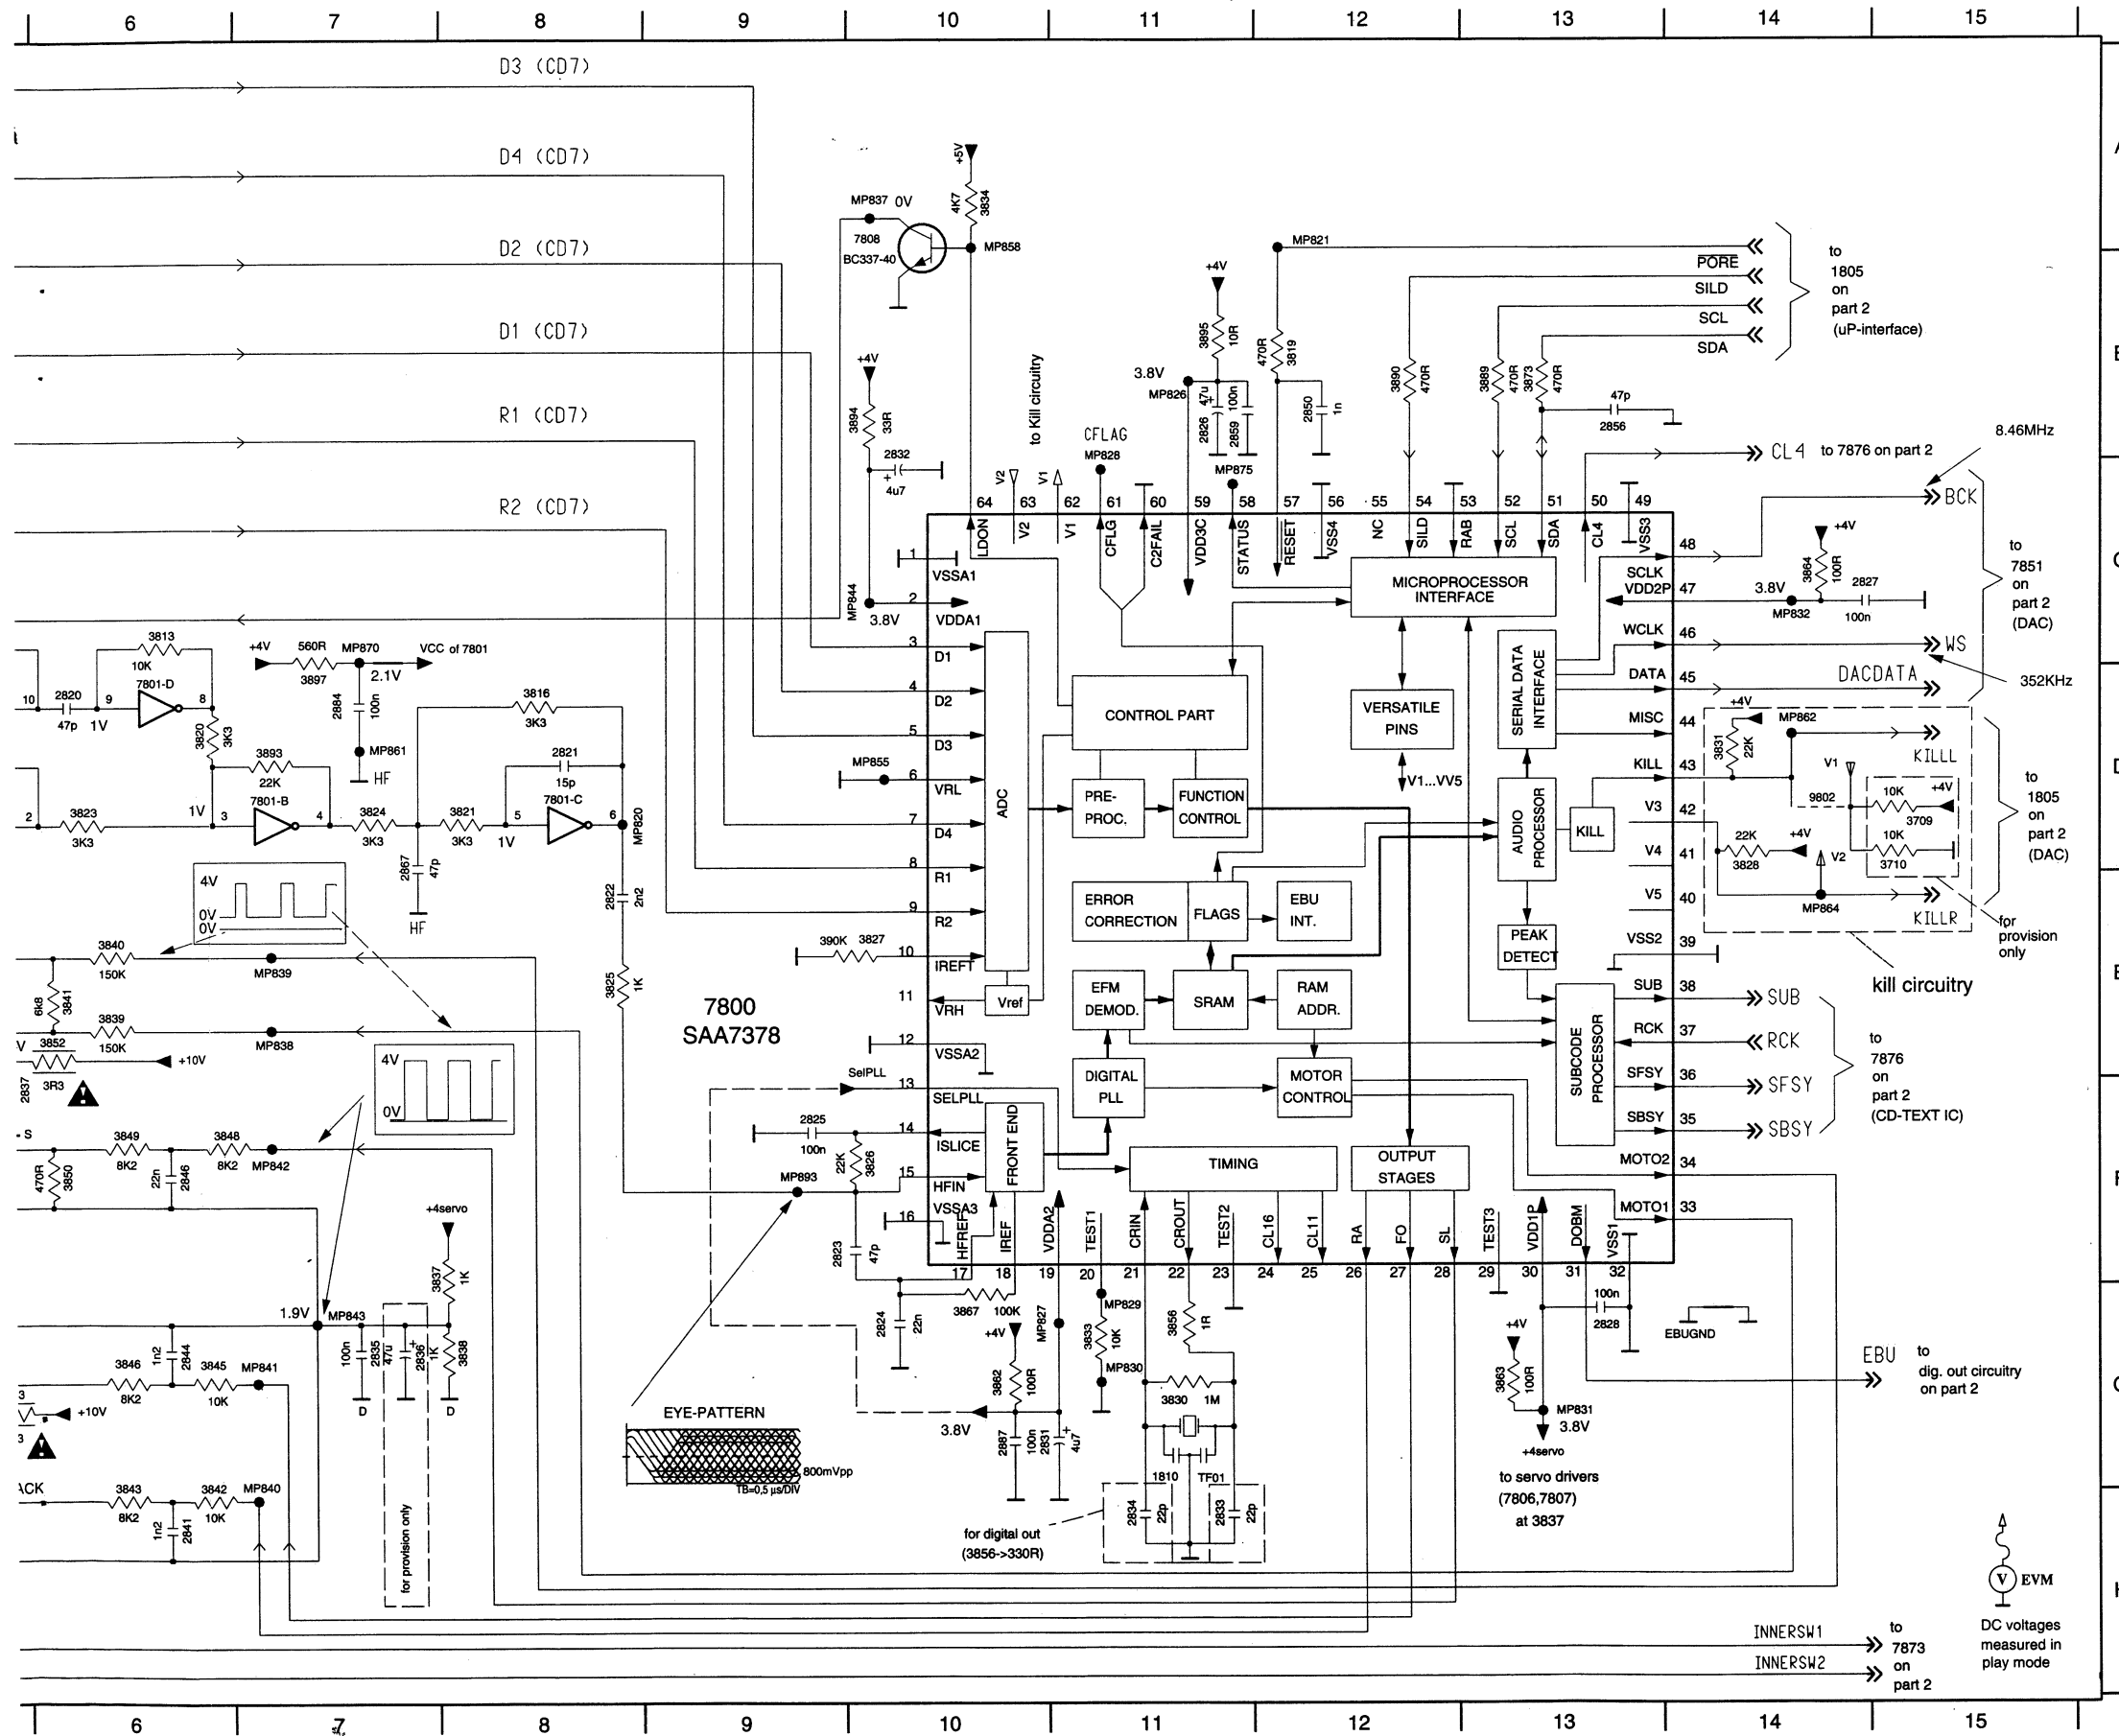 6 7 8 9 10 11 12 13 14 15
D3 (CD7)
D4 (CD7)
D2 (CD7)
D1 (CD7)
R1 (CD7)
R2 (CD7)
A
+5V
4K7
3834
MP837 0V
7808
BC337-40
MP858
MP821
PORE
SILD
SCL
SDA
to
1805
on
part 2
(uP-interface)
+4V
3895
10R
470R
3819
3.8V
MP826
47u
+
2826
100n
2859
2850
1n
3890
470R
3889
470R
3873
470R
47p
2856
+4V
3894
33R
2832
+
4u7
to Kill circuitry
CFLAG
MP828
MP875
8.46MHz
CL4 to 7876 on part 2
BCK
V2
V1
64 63 62 61 60 59 58 57 56 55 54 53 52 51 50 49
LDON
V2
V1
CFLG
C2FAIL
VDD3C
STATUS
RESET
VSS4
NC
SILD
RAB
SCL
SDA
CL4
VSS3
1
VSSA1
MP844
2
3.8V
VDDA1
3
D1
4
D2
5
D3
MP855
6
VRL
7
D4
8
R1
9
R2
390K 3827
10
IREFT
11
VRH
12
VSSA2
SelPLL
13
SELPLL
2825
100n
14
ISLICE
22K
3826
15
HFIN
VSSA3
16
MP893
ADC
Vref
FRONT END
MICROPROCESSOR
INTERFACE
CONTROL PART
VERSATILE
PINS
V1...VV5
SERIAL DATA
INTERFACE
PRE-
PROC.
FUNCTION
CONTROL
AUDIO
PROCESSOR
KILL
ERROR
CORRECTION
FLAGS
EBU
INT.
PEAK
DETECT
EFM
DEMOD.
SRAM
RAM
ADDR.
DIGITAL
PLL
MOTOR
CONTROL
SUBCODE
PROCESSOR
TIMING
OUTPUT
STAGES
7800
SAA7378
48
SCLK
VDD2P
47
WCLK
46
DATA
45
MISC
44
KILL
43
V3
42
V4
41
V5
40
VSS2
39
SUB
38
RCK
37
SFSY
36
SBSY
35
MOTO2
34
MOTO1
33
+4V
3864
100R
3.8V
MP832
2827
100n
WS
DACDATA
352KHz
to
7851
on
part 2
(DAC)
+4V
MP862
3831
22K
KILLL
V1
9802
10K
+4V
3709
22K
+4V
3828
V2
10K
3710
MP864
KILLR
to
1805
on
part 2
(DAC)
for
provision
only
kill circuitry
SUB
RCK
SFSY
SBSY
to
7876
on
part 2
(CD-TEXT IC)
3813
10K
7801-D
10
2820
9
8
47p
1V
3820
3K3
+4V
560R
MP870
VCC of 7801
3897
2.1V
2884
100n
MP861
HF
3816
3K3
3893
22K
7801-B
2821
15p
7801-C
2
3823
3K3
1V
3
4
3824
3K3
3821
3K3
5
1V
6
MP820
2867
47p
HF
2822
2n2
3825
1K
4V
0V
0V
3840
150K
MP839
6k8
3841
3839
150K
MP838
V
3852
+10V
2837
3R3
4V
0V
- S
3849
8K2
3848
8K2
MP842
470R
3850
22n
2846
+4servo
3837
1K
1.9V
MP843
1n2
2844
100n
2835
47u
+
2836
1K
3838
D
D
3846
8K2
3845
10K
MP841
3
+10V
3
ACK
3843
8K2
3842
10K
MP840
1n2
2841
for provision only
EYE-PATTERN
800mVpp
TB=0,5 µs/DIV
2823
47p
HFREF
IREF
VDDA2
TEST1
CRIN
CROUT
TEST2
CL16
CL11
RA
FO
SL
TEST3
VDD1P
DOBM
VSS1
17 18 19 20 21 22 23 24 25 26 27 28 29 30 31 32
2824
22n
3867
100K
+4V
MP827
MP829
3833
10K
MP830
3856
1R
3862
100R
3830
1M
3.8V
2887
100n
2831
+
4u7
1810
TF01
2834
22p
2833
22p
for digital out
(3856->330R)
100n
2828
+4V
3863
100R
MP831
3.8V
+4servo
to servo drivers
(7806,7807)
at 3837
EBUGND
EBU
to
dig. out circuitry
on part 2
V EVM
DC voltages
measured in
play mode
INNERSW1
INNERSW2
to
7873
on
part 2
6 7 8 9 10 11 12 13 14 15